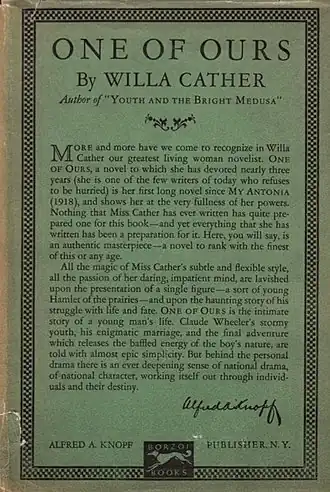 ONE OF OURS
By WILLA CATHER
Author of "YOUTH AND THE BRIGHT MEDUSA"
MORE and more have we come to recognize in Willa
Cather our greatest living woman novelist. ONE
OF OURS, a novel to which she has devoted nearly three
years (she is one of the few writers of today who refuses
to be hurried) is her first long novel since MY ANTONIA
(1918), and shows her at the very fullness of her powers.
Nothing that Miss Cather has ever written has quite pre-
pared one for this book—and yet everything that she has
written has been a preparation for it. Here, you will say, is
an authentic masterpiece—a novel to rank with the finest
of this or any age.
All the magic of Miss Cather's subtle and flexible style,
all the passion of her daring, impatient mind, are lavished
upon the presentation of a single figure—a sort of young
Hamlet of the prairies—and upon the haunting story of his
struggle with life and fate. ONE OF OURS is the intimate
story of a young man's life. Claude Wheeler's stormy
youth, his enigmatic marriage, and the final adventure
which releases the baffled energy of the boy's nature, are
told with almost epic simplicity. But behind the personal
drama there is an ever deepening sense of national drama,
of national character, working itself out through individ-
uals and their destiny.
Alfred A Knopf
ALFRED A. KNOPF BORZOI BOOKS PUBLISHER, N.Y.